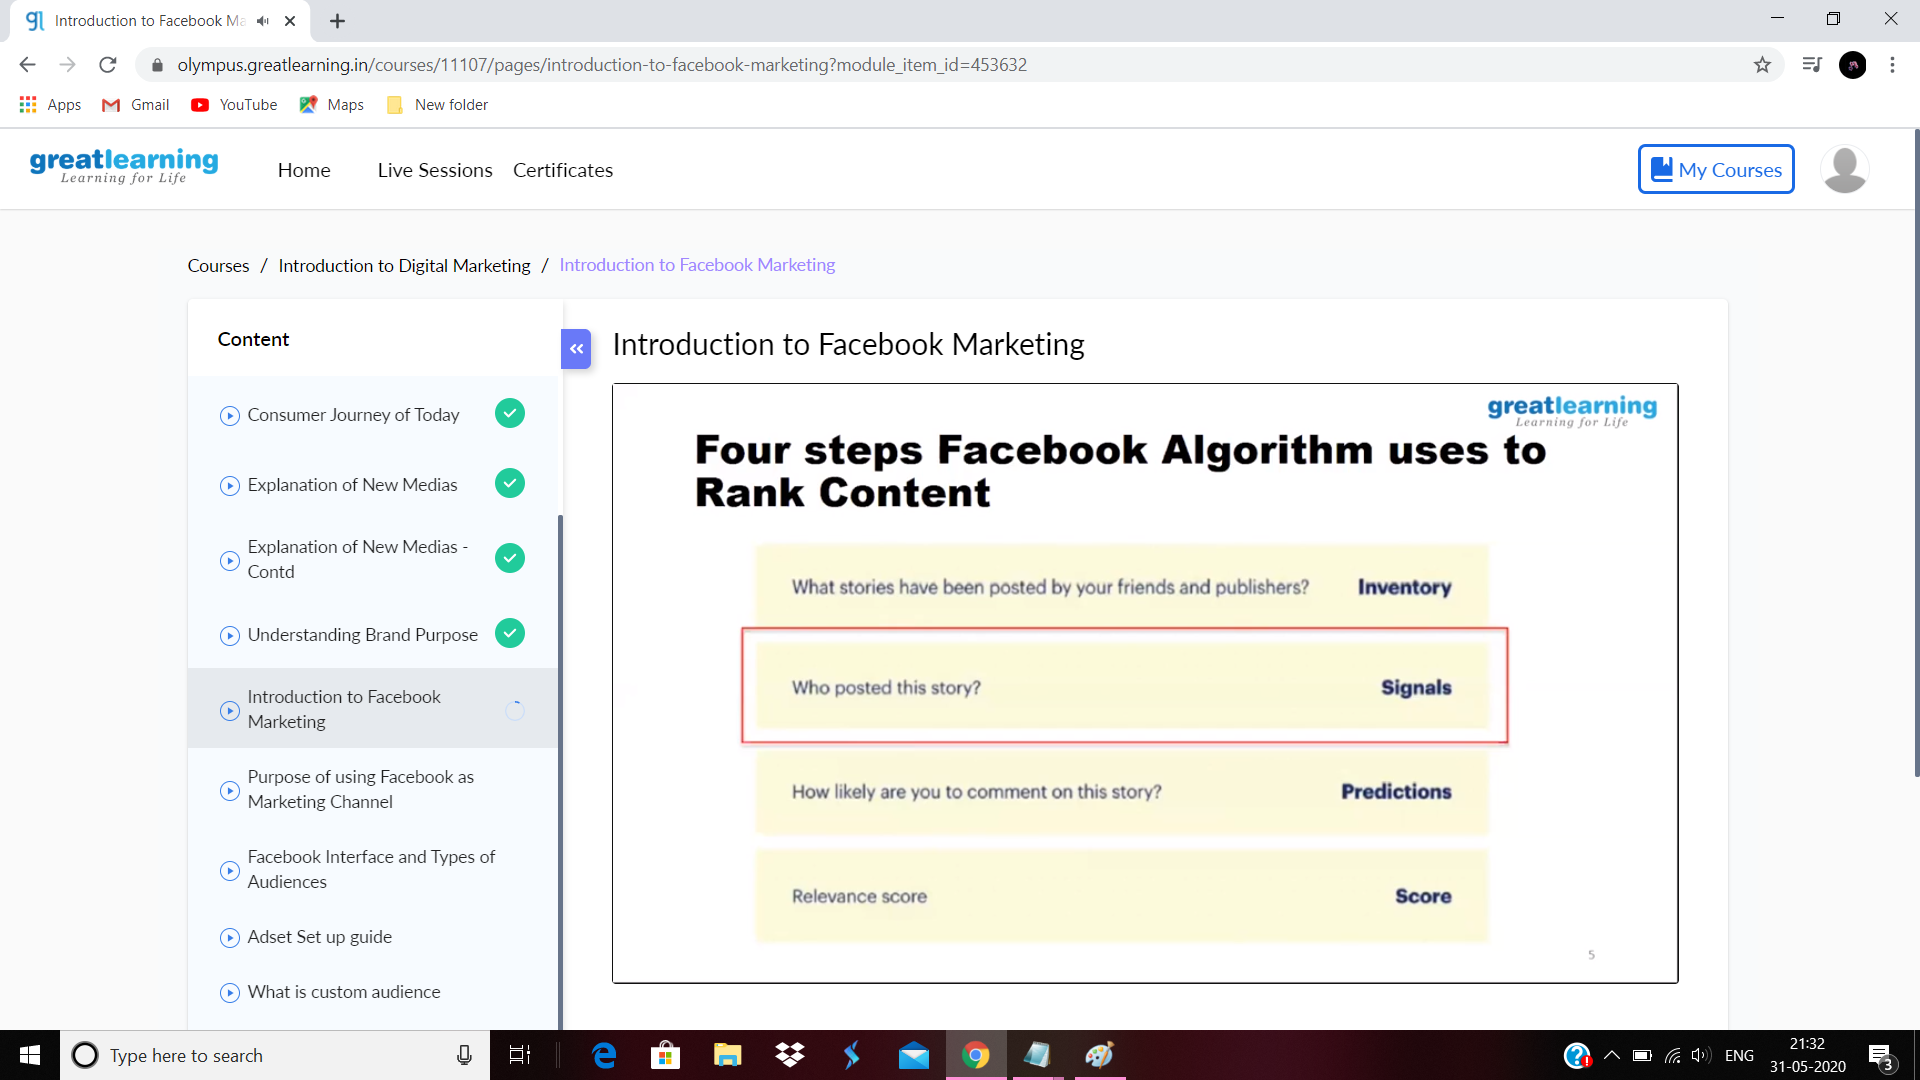 Introduction to Facebook Ma
olympus.greatlearning.in/courses/11107/pages/introduction-to-facebook-marketing?module_item_id=453632
Apps Gmail YouTube Maps New folder
greatlearning
Learning for Life
Home Live Sessions Certificates My Courses
Courses / Introduction to Digital Marketing / Introduction to Facebook Marketing
Content
Consumer Journey of Today
Explanation of New Medias
Explanation of New Medias -
Contd
Understanding Brand Purpose
Introduction to Facebook
Marketing
Purpose of using Facebook as
Marketing Channel
Facebook Interface and Types of
Audiences
Adset Set up guide
What is custom audience
Introduction to Facebook Marketing
greatlearning
Learning for Life
Four steps Facebook Algorithm uses to
Rank Content
What stories have been posted by your friends and publishers? Inventory
Who posted this story? Signals
How likely are you to comment on this story? Predictions
Relevance score Score
5
Type here to search
ENG
21:32
31-05-2020
3